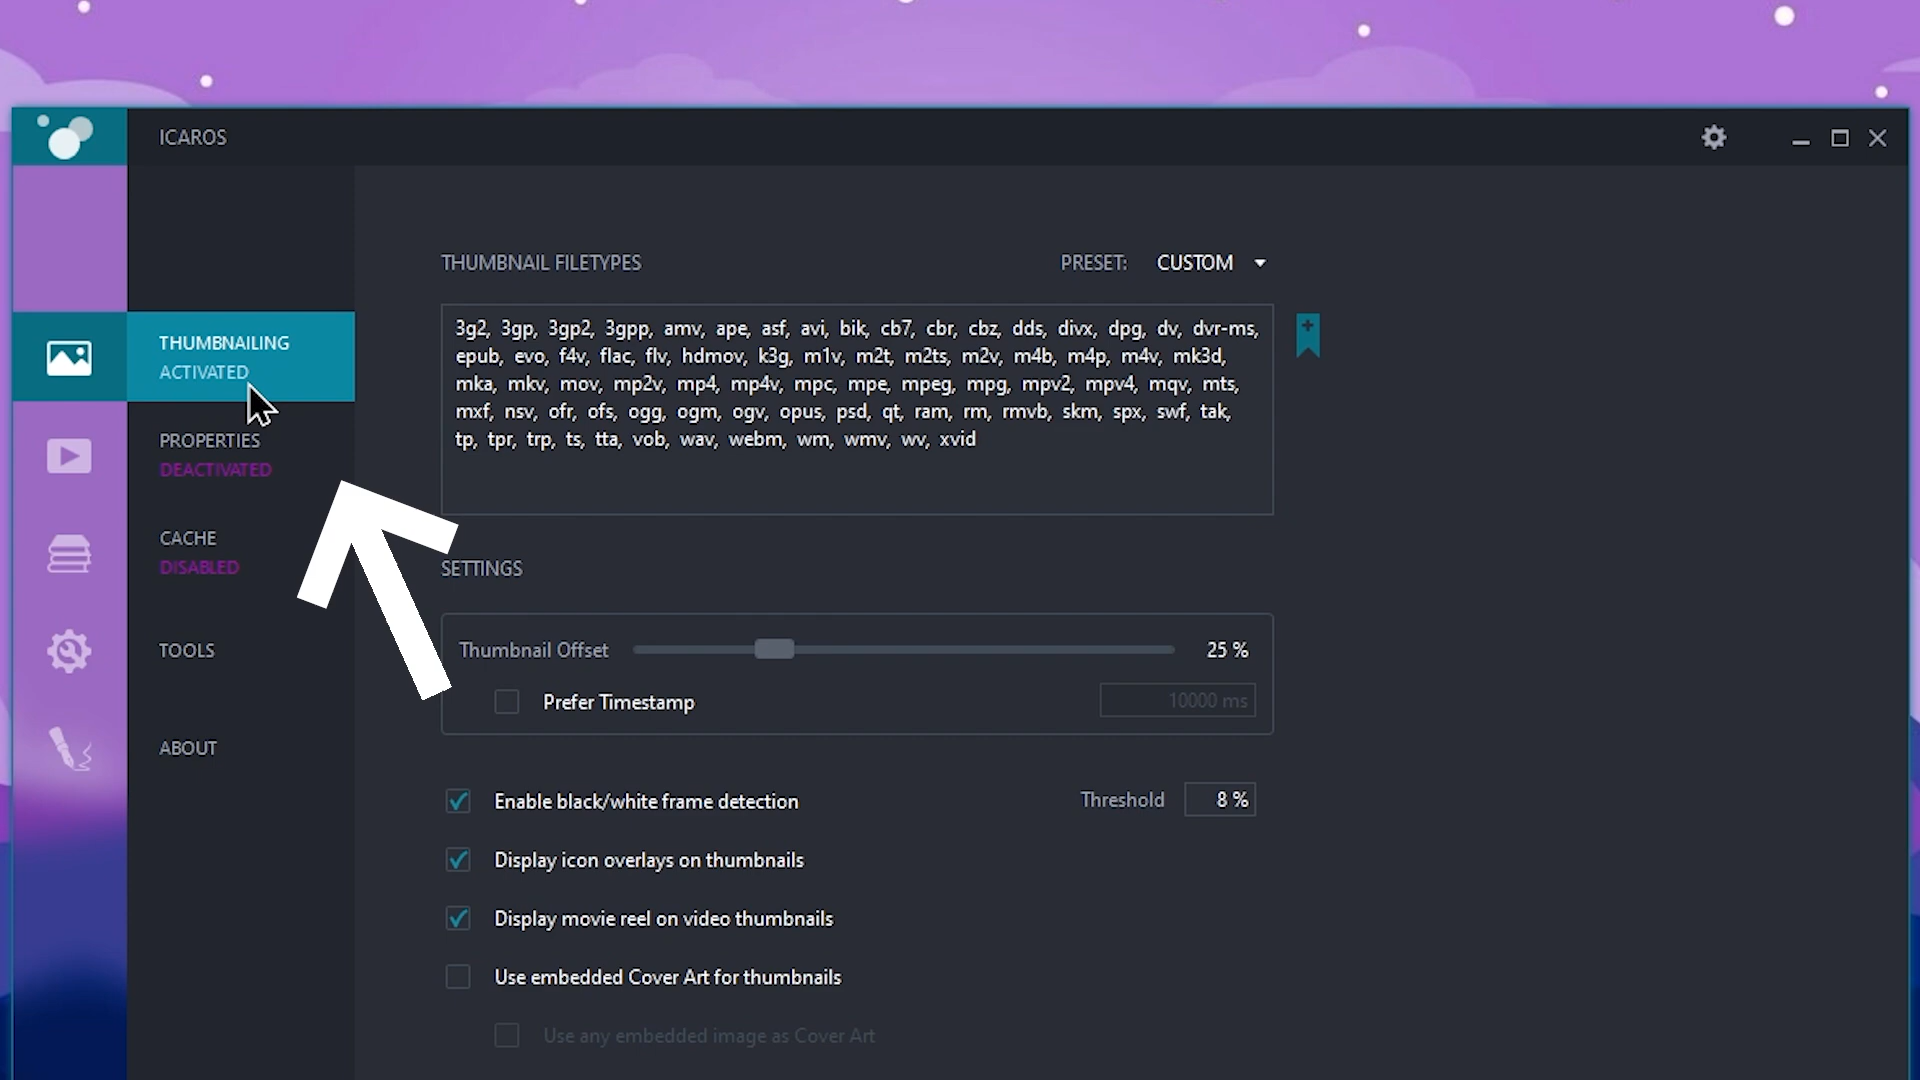 ICAROS
THUMBNAILING
ACTIVATED
PROPERTIES
DEACTIVATED
CACHE
DISABLED
TOOLS
ABOUT
THUMBNAIL FILETYPES
PRESET: CUSTOM
3g2, 3gp, 3gp2, 3gpp, amv, ape, asf, avi, bik, cb7, cbr, cbz, dds, divx, dpg, dv, dvr-ms,
epub, evo, f4v, flac, flv, hdmov, k3g, m1v, m2t, m2ts, m2v, m4b, m4p, m4v, mk3d,
mka, mkv, mov, mp2v, mp4, mp4v, mpc, mpe, mpeg, mpg, mpv2, mpv4, mqv, mts,
mxf, nsv, ofr, ofs, ogg, ogm, ogv, opus, psd, qt, ram, rm, rmvb, skm, spx, swf, tak,
tp, tpr, trp, ts, tta, vob, wav, webm, wm, wmv, wv, xvid
SETTINGS
Thumbnail Offset 25 %
Prefer Timestamp 10000 ms
Enable black/white frame detection Threshold 8 %
Display icon overlays on thumbnails
Display movie reel on video thumbnails
Use embedded Cover Art for thumbnails
Use any embedded image as Cover Art